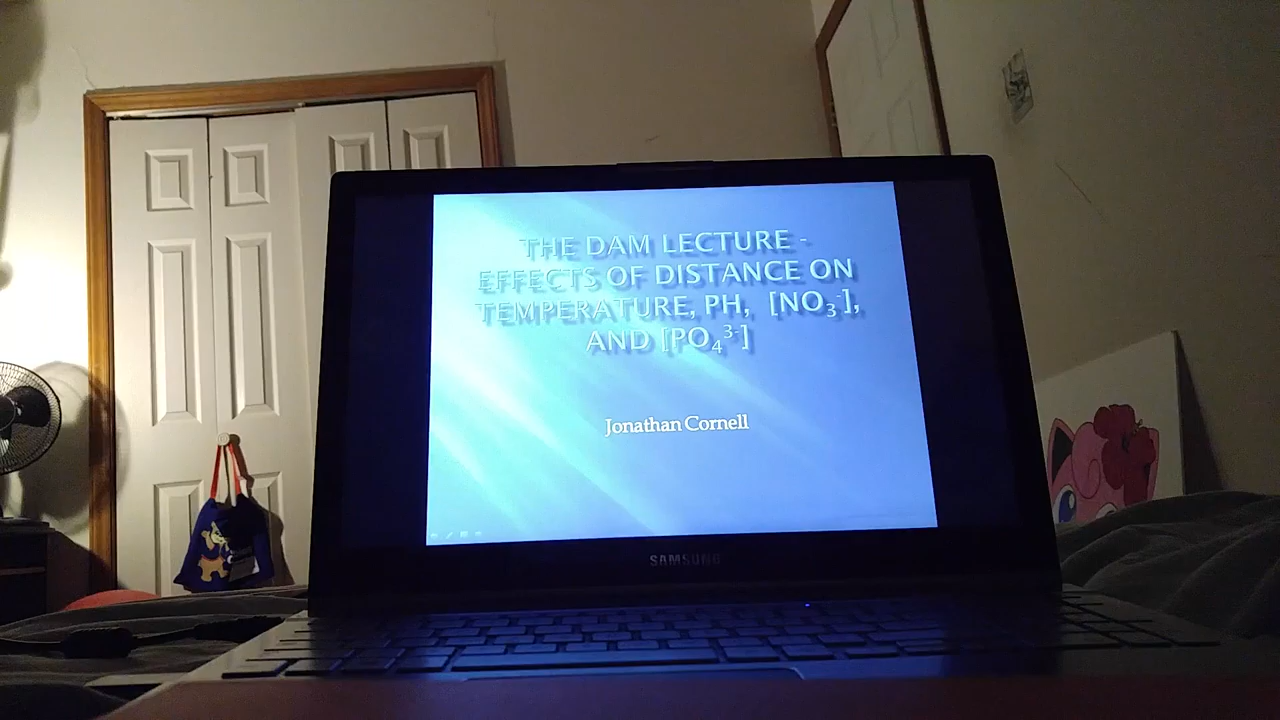 THE DAM LECTURE -
EFFECTS OF DISTANCE ON
TEMPERATURE, PH, [NO₃⁻],
AND [PO₄³⁻]
Jonathan Cornell
SAMSUNG